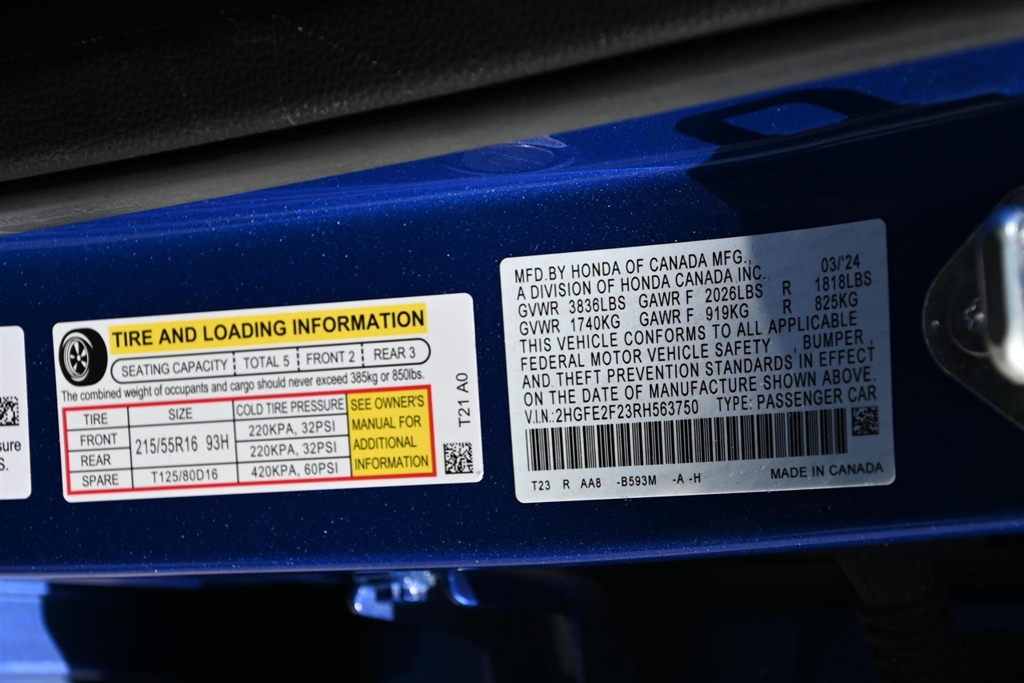 sure
S.
TIRE AND LOADING INFORMATION
SEATING CAPACITY TOTAL 5 FRONT 2 REAR 3
The combined weight of occupants and cargo should never exceed 385kg or 850lbs.
TIRE SIZE COLD TIRE PRESSURE
FRONT 215/55R16 93H 220KPA, 32PSI
REAR 220KPA, 32PSI
SPARE T125/80D16 420KPA, 60PSI
SEE OWNER'S
MANUAL FOR
ADDITIONAL
INFORMATION
T21 A0
MFD.BY HONDA OF CANADA MFG., 03/'24
A DIVISION OF HONDA CANADA INC.
GVWR 3836LBS GAWR F 2026LBS R 1818LBS
GVWR 1740KG GAWR F 919KG R 825KG
THIS VEHICLE CONFORMS TO ALL APPLICABLE
FEDERAL MOTOR VEHICLE SAFETY , BUMPER ,
AND THEFT PREVENTION STANDARDS IN EFFECT
ON THE DATE OF MANUFACTURE SHOWN ABOVE.
V.I.N:2HGFE2F23RH563750 TYPE: PASSENGER CAR
T23 R AA8 -B593M -A -H MADE IN CANADA